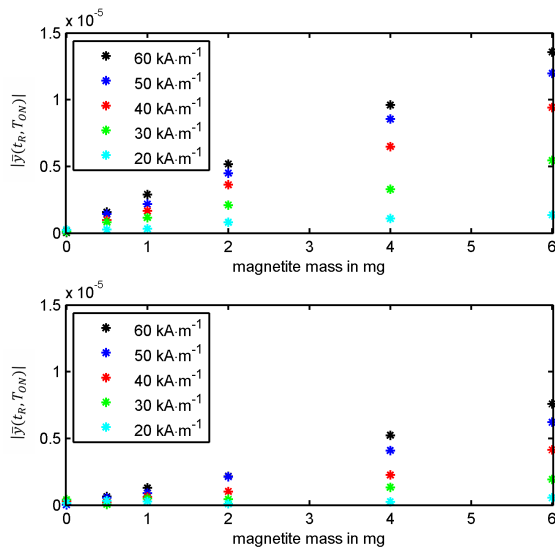 x 10⁻⁵
1.5
1
0.5
0
|ȳ(t_R, T_ON)|
60 kA·m⁻¹
50 kA·m⁻¹
40 kA·m⁻¹
30 kA·m⁻¹
20 kA·m⁻¹
0 1 2 3 4 5 6
magnetite mass in mg
x 10⁻⁵
1.5
1
0.5
0
|ȳ(t_R, T_ON)|
60 kA·m⁻¹
50 kA·m⁻¹
40 kA·m⁻¹
30 kA·m⁻¹
20 kA·m⁻¹
0 1 2 3 4 5 6
magnetite mass in mg